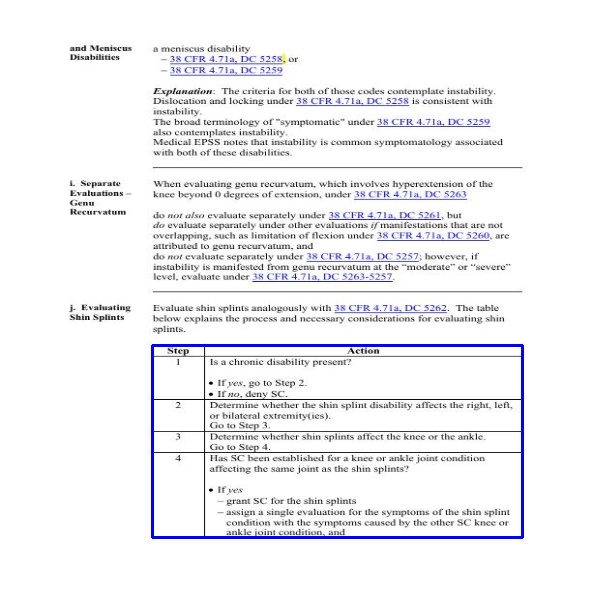 and Meniscus
Disabilities
a meniscus disability
– 38 CFR 4.71a, DC 5258, or
– 38 CFR 4.71a, DC 5259
Explanation: The criteria for both of those codes contemplate instability.
Dislocation and locking under 38 CFR 4.71a, DC 5258 is consistent with
instability.
The broad terminology of "symptomatic" under 38 CFR 4.71a, DC 5259
also contemplates instability.
Medical EPSS notes that instability is common symptomatology associated
with both of these disabilities.
i. Separate
Evaluations –
Genu
Recurvatum
When evaluating genu recurvatum, which involves hyperextension of the
knee beyond 0 degrees of extension, under 38 CFR 4.71a, DC 5263
do not also evaluate separately under 38 CFR 4.71a, DC 5261, but
do evaluate separately under other evaluations if manifestations that are not
overlapping, such as limitation of flexion under 38 CFR 4.71a, DC 5260, are
attributed to genu recurvatum, and
do not evaluate separately under 38 CFR 4.71a, DC 5257; however, if
instability is manifested from genu recurvatum at the “moderate” or “severe”
level, evaluate under 38 CFR 4.71a, DC 5263-5257.
j. Evaluating
Shin Splints
Evaluate shin splints analogously with 38 CFR 4.71a, DC 5262. The table
below explains the process and necessary considerations for evaluating shin
splints.
Step Action
1 Is a chronic disability present?
• If yes, go to Step 2.
• If no, deny SC.
2 Determine whether the shin splint disability affects the right, left,
or bilateral extremity(ies).
Go to Step 3.
3 Determine whether shin splints affect the knee or the ankle.
Go to Step 4.
4 Has SC been established for a knee or ankle joint condition
affecting the same joint as the shin splints?
• If yes
– grant SC for the shin splints
– assign a single evaluation for the symptoms of the shin splint
condition with the symptoms caused by the other SC knee or
ankle joint condition, and